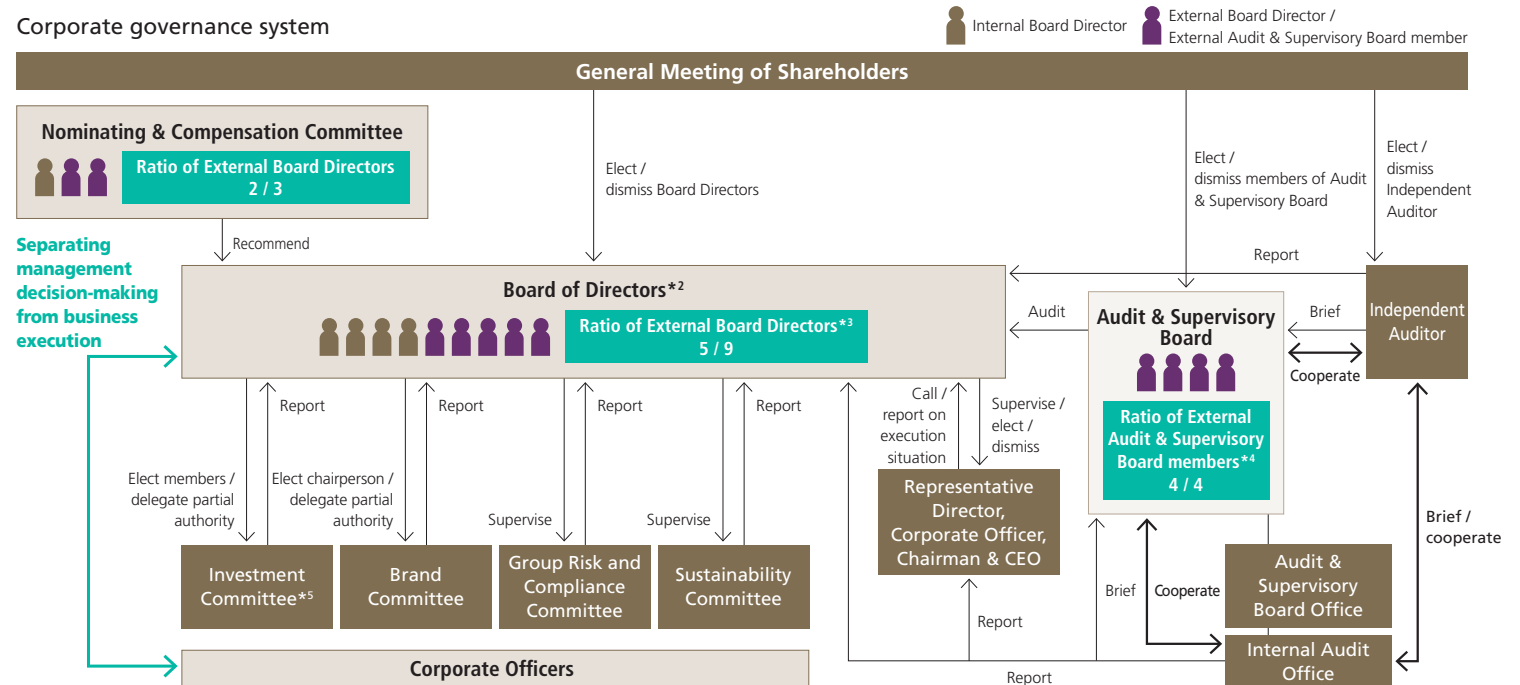 Corporate governance system
Internal Board Director
External Board Director /
External Audit & Supervisory Board member
General Meeting of Shareholders
Nominating & Compensation Committee
Ratio of External Board Directors
2 / 3
Elect /
dismiss Board Directors
Elect /
dismiss members of Audit
& Supervisory Board
Elect /
dismiss
Independent
Auditor
Recommend
Separating
management
decision-making
from business
execution
Report
Board of Directors*2
Ratio of External Board Directors*3
5 / 9
Audit
Audit & Supervisory
Board
Brief
Cooperate
Independent
Auditor
Ratio of External
Audit & Supervisory
Board members*4
4 / 4
Report
Report
Report
Report
Call /
report on
execution
situation
Supervise /
elect /
dismiss
Elect members /
delegate partial
authority
Elect chairperson /
delegate partial
authority
Supervise
Supervise
Representative
Director,
Corporate Officer,
Chairman & CEO
Brief /
cooperate
Investment
Committee*5
Brand
Committee
Group Risk and
Compliance
Committee
Sustainability
Committee
Report
Brief
Cooperate
Audit &
Supervisory
Board Office
Internal Audit
Office
Report
Corporate Officers